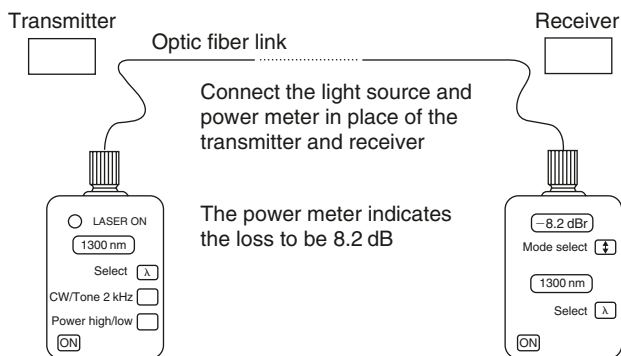 Transmitter
Receiver
Optic fiber link
Connect the light source and
power meter in place of the
transmitter and receiver
LASER ON
1300 nm
Select λ
CW/Tone 2 kHz
Power high/low
ON
The power meter indicates
the loss to be 8.2 dB
−8.2 dBr
Mode select
1300 nm
Select λ
ON